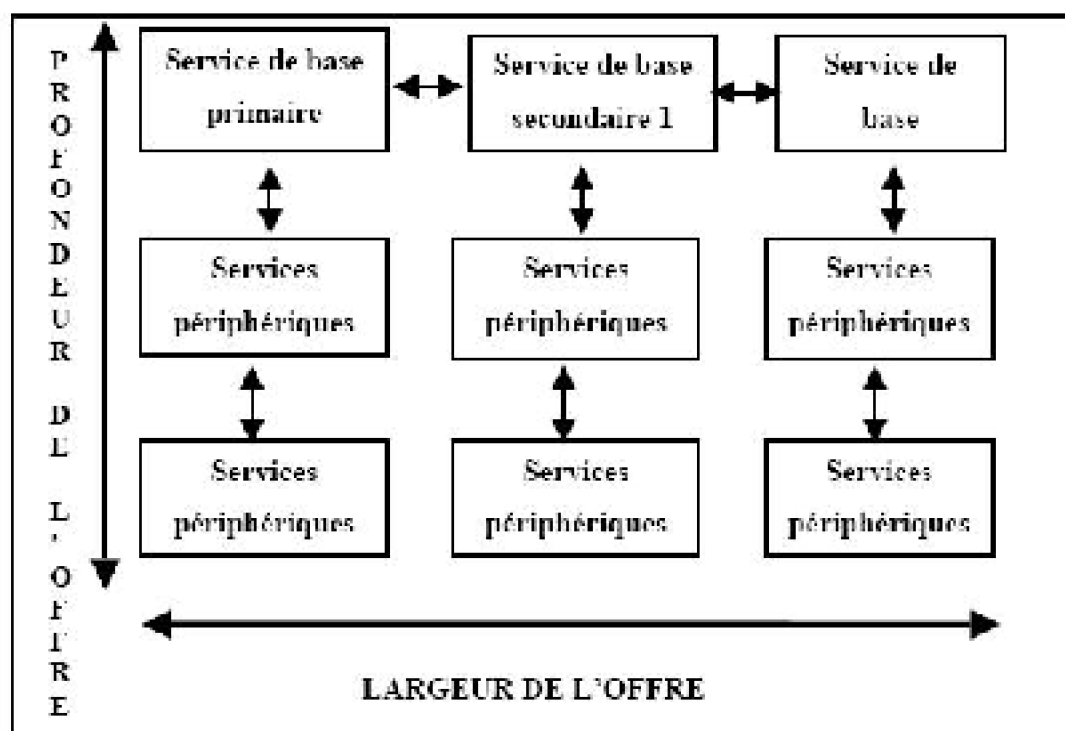 PROFONDEUR DE L'OFFRE
Service de base
primaire
Service de base
secondaire 1
Service de
base
Services
périphériques
Services
périphériques
Services
périphériques
Services
périphériques
Services
périphériques
Services
périphériques
LARGEUR DE L'OFFRE